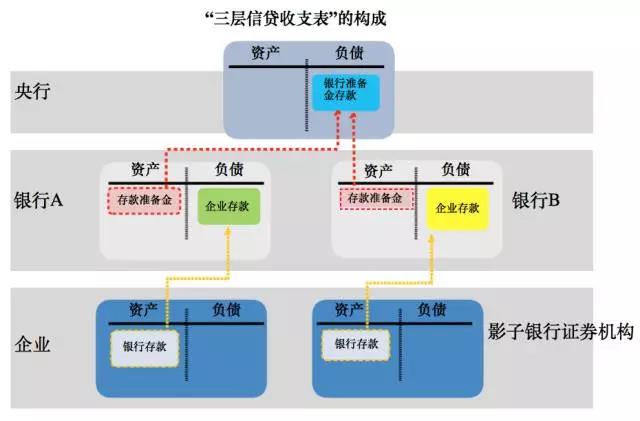 “三层信贷收支表”的构成
资产 负债
央行
银行准备
金存款
资产 负债
资产 负债
银行A
存款准备金
企业存款
存款准备金
企业存款
银行B
资产 负债
资产 负债
企业
银行存款
银行存款
影子银行证券机构